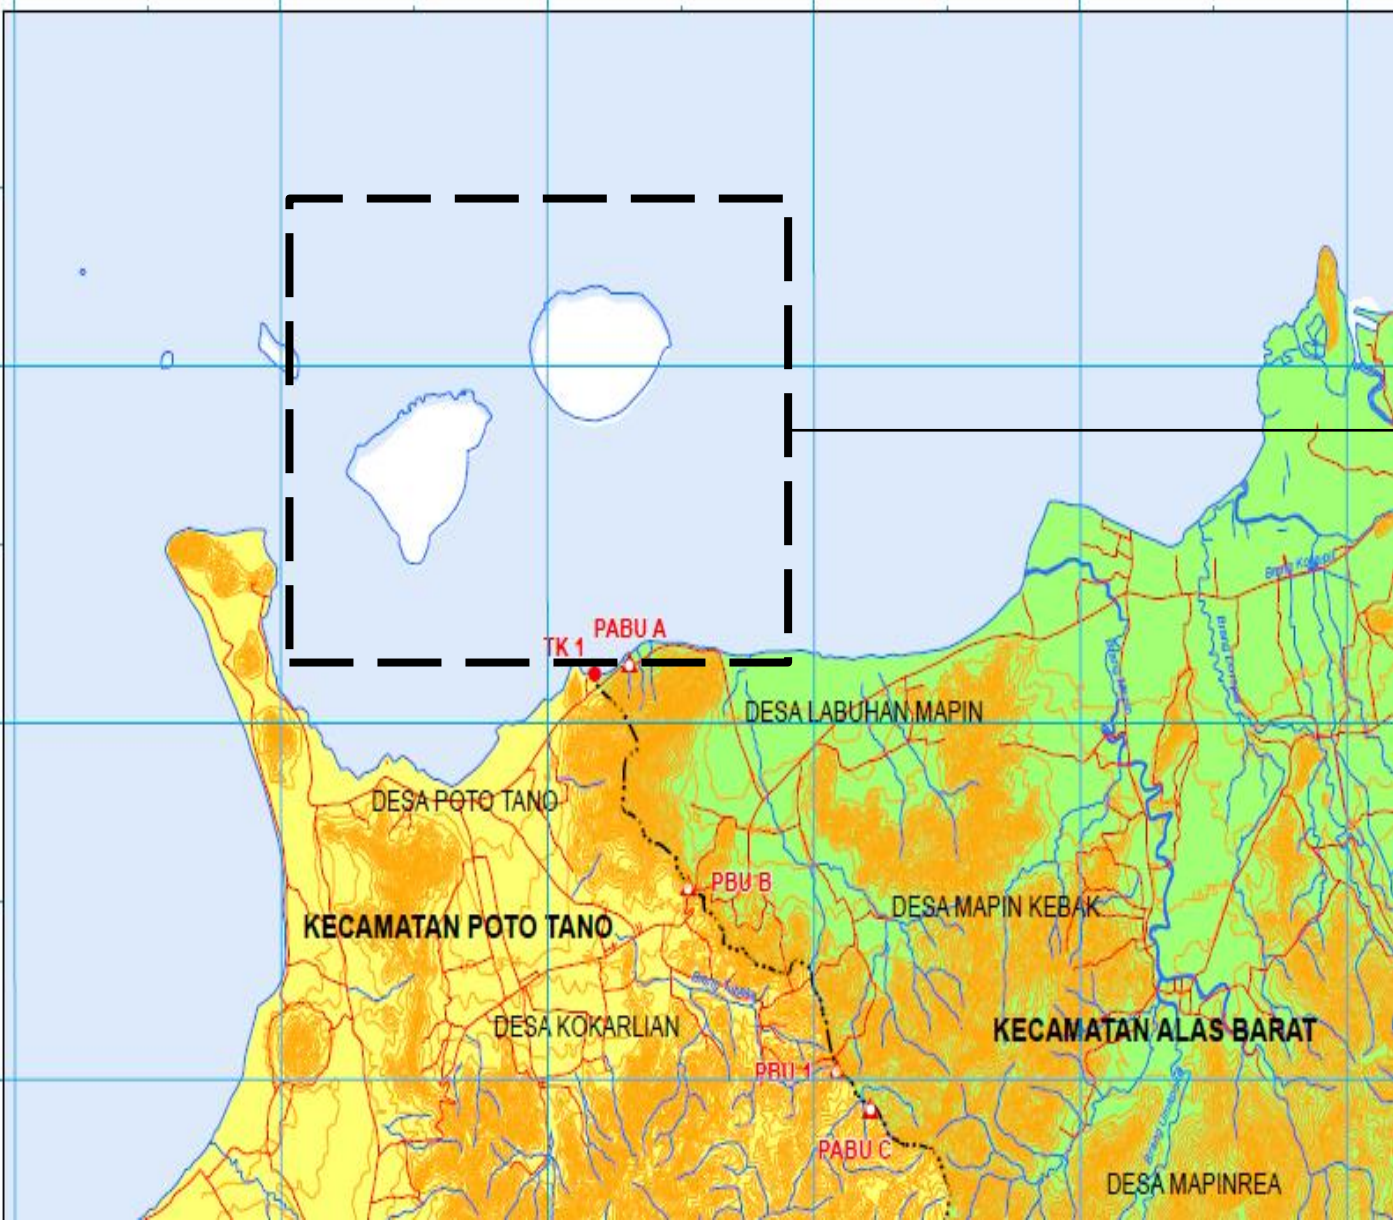 PABU A
TK 1
DESA LABUHAN MAPIN
DESA POTO TANO
PBU B
DESA MAPIN KEBAK
KECAMATAN POTO TANO
DESA KOKARLIAN
KECAMATAN ALAS BARAT
PBU 1
PABU C
DESA MAPINREA